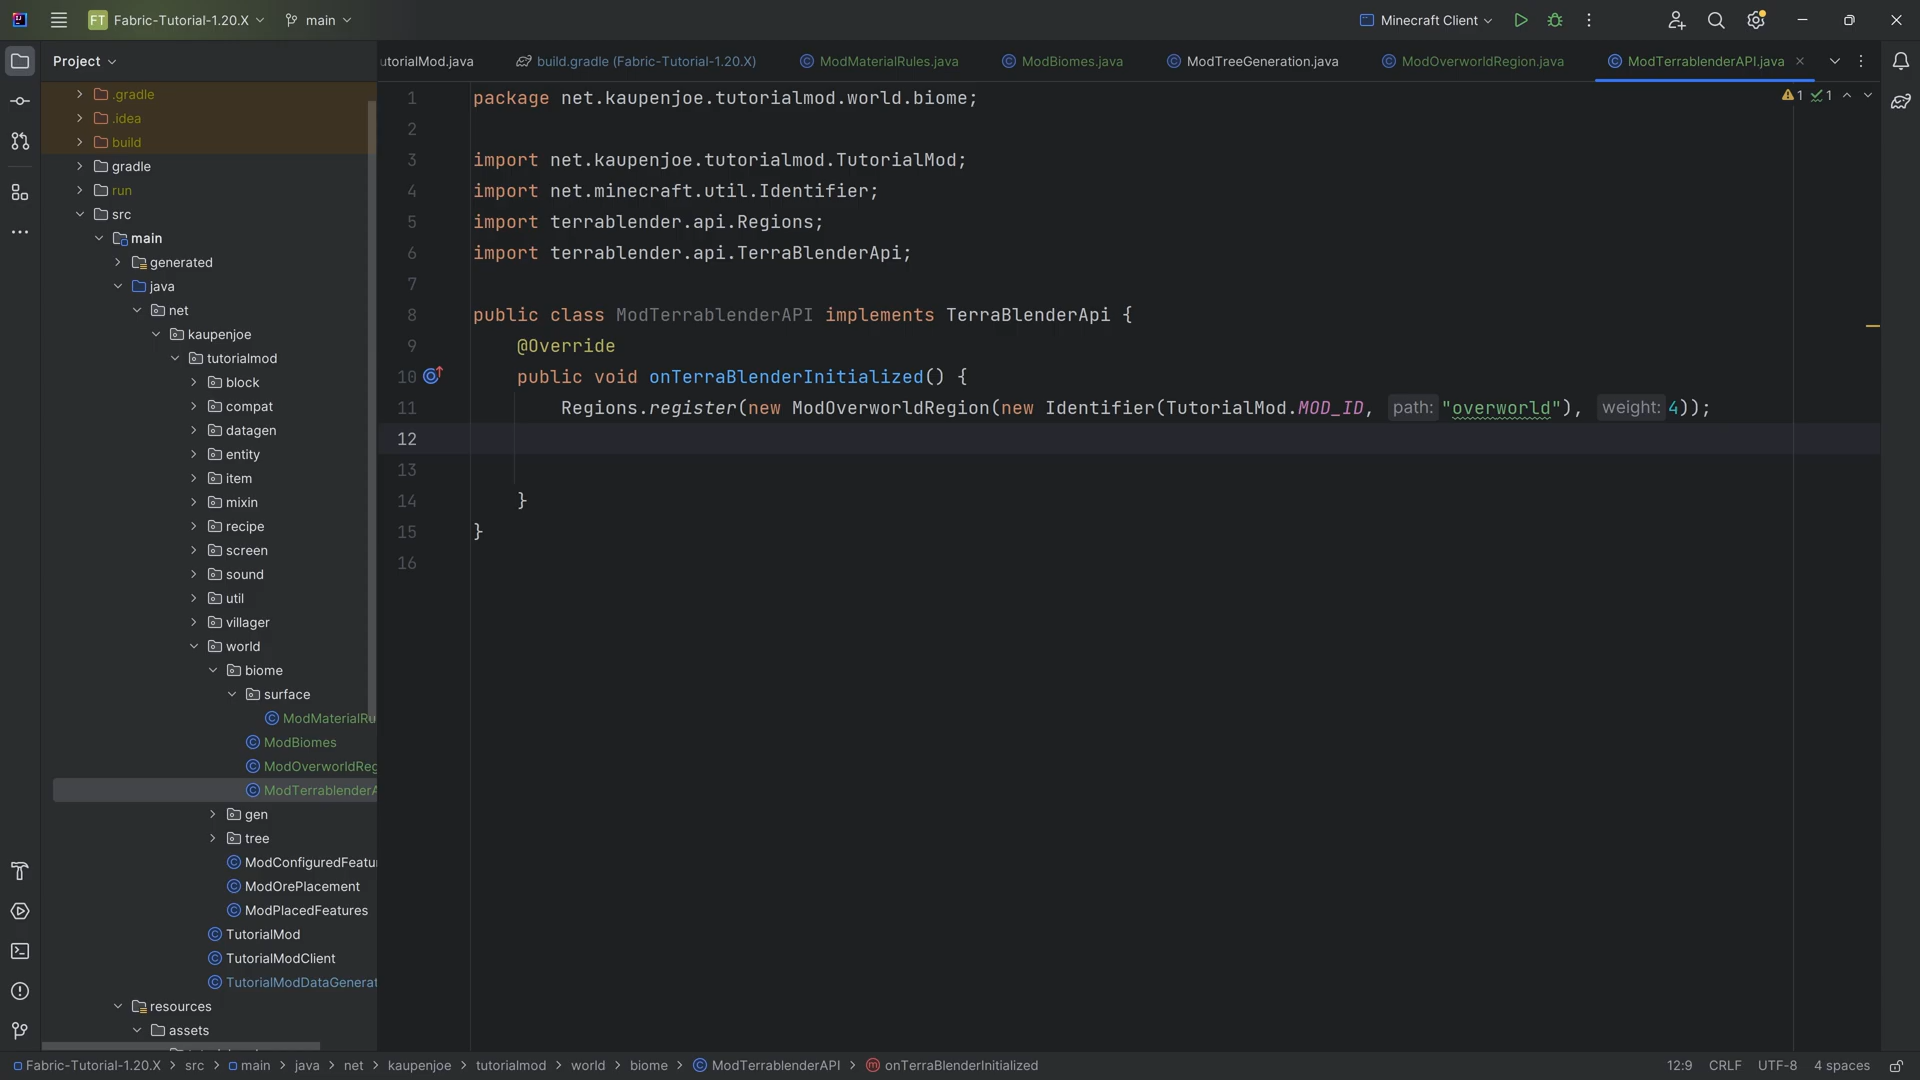 FT Fabric-Tutorial-1.20.X main Minecraft Client
Project
utorialMod.java build.gradle (Fabric-Tutorial-1.20.X) ModMaterialRules.java ModBiomes.java ModTreeGeneration.java ModOverworldRegion.java ModTerrablenderAPI.java
.gradle
.idea
build
gradle
run
src
main
generated
java
net
kaupenjoe
tutorialmod
block
compat
datagen
entity
item
mixin
recipe
screen
sound
util
villager
world
biome
surface
ModMaterialRu
ModBiomes
ModOverworldReg
ModTerrablenderA
gen
tree
ModConfiguredFeatu
ModOrePlacement
ModPlacedFeatures
TutorialMod
TutorialModClient
TutorialModDataGenerat
resources
assets
1 package net.kaupenjoe.tutorialmod.world.biome;
2
3 import net.kaupenjoe.tutorialmod.TutorialMod;
4 import net.minecraft.util.Identifier;
5 import terrablender.api.Regions;
6 import terrablender.api.TerraBlenderApi;
7
8 public class ModTerrablenderAPI implements TerraBlenderApi {
9 @Override
10 public void onTerraBlenderInitialized() {
11 Regions.register(new ModOverworldRegion(new Identifier(TutorialMod.MOD_ID, path: "overworld"), weight: 4));
12
13
14 }
15 }
16
1 1
Fabric-Tutorial-1.20.X > src > main > java > net > kaupenjoe > tutorialmod > world > biome > ModTerrablenderAPI > onTerraBlenderInitialized
12:9 CRLF UTF-8 4 spaces